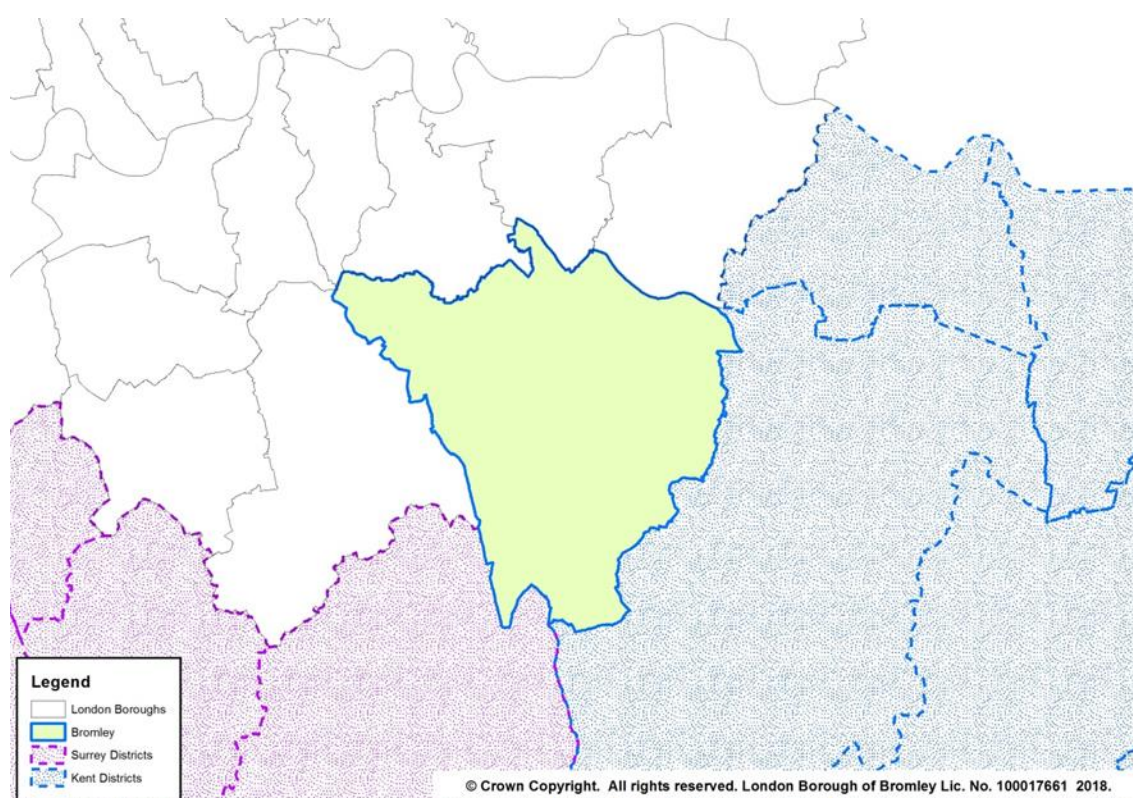 Legend
London Boroughs
Bromley
Surrey Districts
Kent Districts
© Crown Copyright. All rights reserved. London Borough of Bromley Lic. No. 100017661 2018.